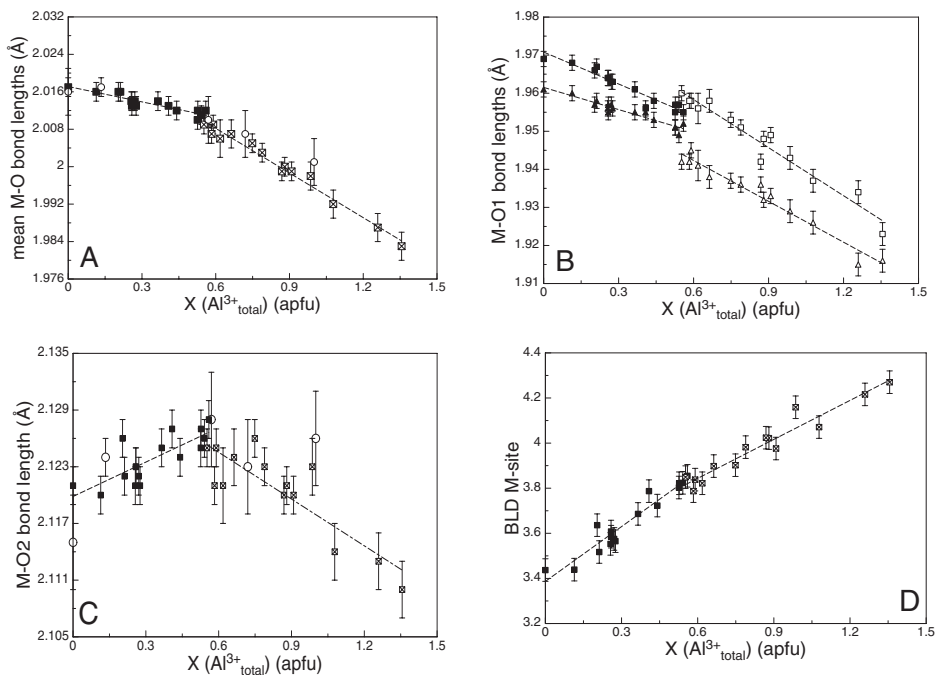 A
2.032
2.024
2.016
2.008
2
1.992
1.984
1.976
mean M-O bond lengths (Å)
0 0.3 0.6 0.9 1.2 1.5
X (Al³⁺total) (apfu)
B
1.97
1.96
1.95
1.94
1.93
1.92
1.91
M-O1 bond lengths (Å)
0 0.3 0.6 0.9 1.2 1.5
X (Al³⁺total) (apfu)
C
2.135
2.129
2.123
2.117
2.111
2.105
M-O2 bond length (Å)
0 0.3 0.6 0.9 1.2 1.5
X (Al³⁺total) (apfu)
D
4.4
4.2
4
3.8
3.6
3.4
3.2
BLD M-site
0 0.3 0.6 0.9 1.2 1.5
X (Al³⁺total) (apfu)